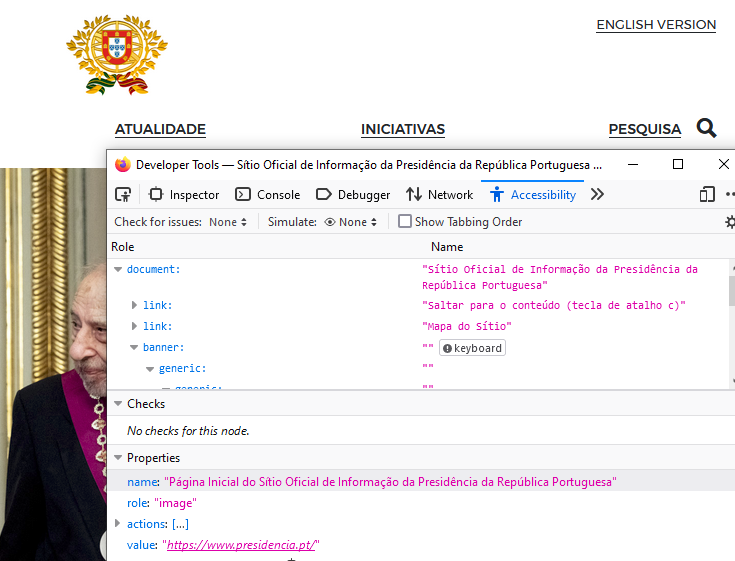 ENGLISH VERSION
ATUALIDADE INICIATIVAS PESQUISA
Developer Tools — Sítio Oficial de Informação da Presidência da República Portuguesa ...
Inspector Console Debugger Network Accessibility
Check for issues: None Simulate: None Show Tabbing Order
Role Name
document: "Sítio Oficial de Informação da Presidência da
República Portuguesa"
link: "Saltar para o conteúdo (tecla de atalho c)"
link: "Mapa do Sítio"
banner: "" keyboard
generic: ""
generic: ""
Checks
No checks for this node.
Properties
name: "Página Inicial do Sítio Oficial de Informação da Presidência da República Portuguesa"
role: "image"
actions: [...]
value: "https://www.presidencia.pt/"